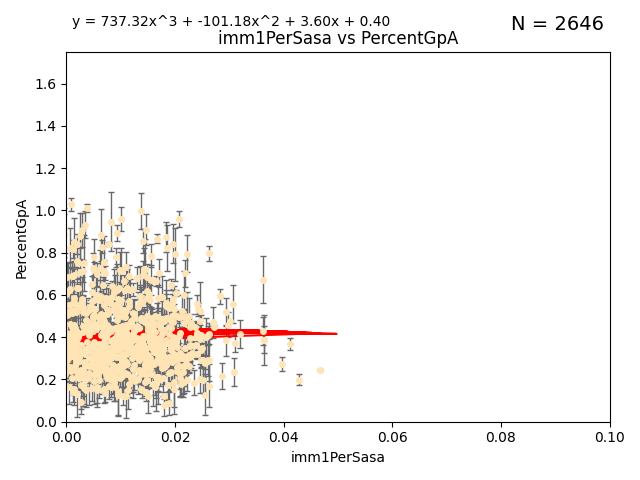 y = 737.32x^3 + -101.18x^2 + 3.60x + 0.40
N = 2646
imm1PerSasa vs PercentGpA
1.6
1.4
1.2
1.0
0.8
0.6
0.4
0.2
0.0
PercentGpA
0.00 0.02 0.04 0.06 0.08 0.10
imm1PerSasa